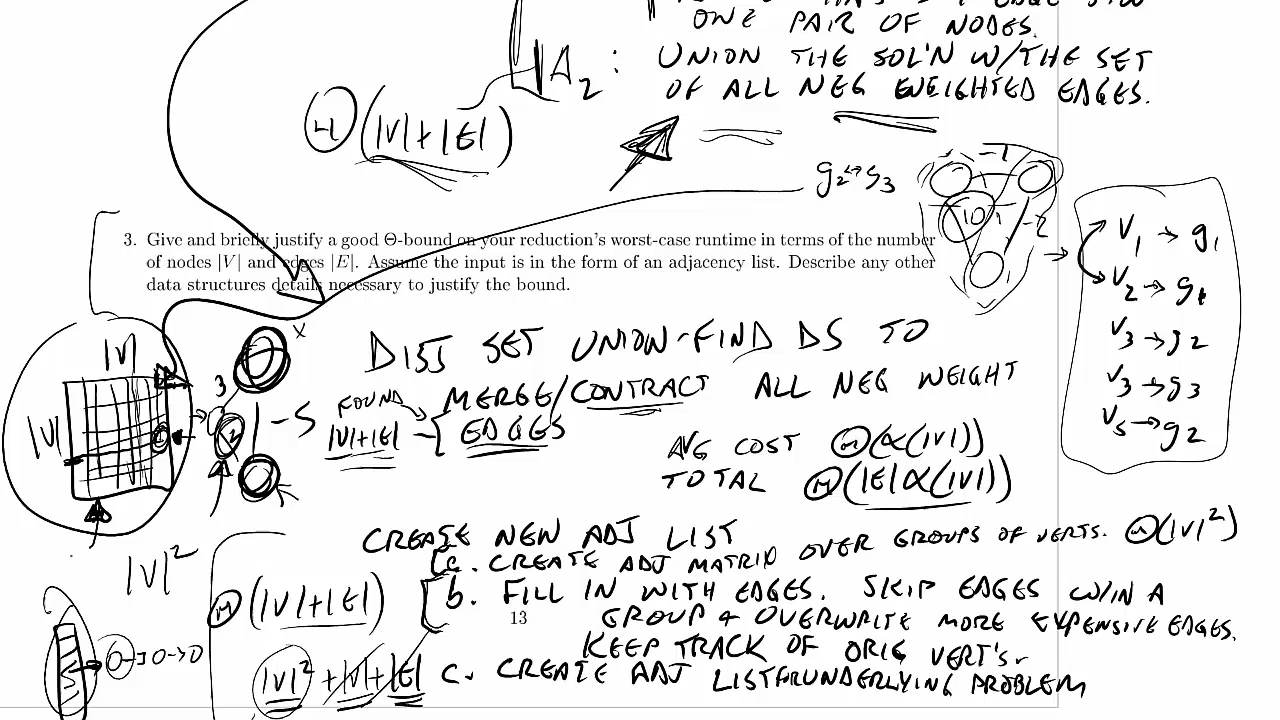 ONE PAIR OF NODES.
A2: UNION THE SOL'N W/THE SET
OF ALL NEG WEIGHTED EDGES.
Θ(|V|+|E|)
g2↔g3
-1
10
-2
V1 → g1
V2 → g1
V3 → g2
V3 → g3
V5 → g2
3. Give and briefly justify a good Θ-bound on your reduction's worst-case runtime in terms of the number
of nodes |V| and edges |E|. Assume the input is in the form of an adjacency list. Describe any other
data structures details necessary to justify the bound.
|V|
|V|
3
x
2
-5
DISJ SET UNION-FIND DS TO
MERGE/CONTRACT ALL NEG WEIGHT
EDGES
FOUND
|V|+|E|
AVG COST Θ(α(|V|))
TOTAL Θ(|E|α(|V|))
|V|²
CREATE NEW ADJ LIST
a. CREATE ADJ MATRIX OVER GROUPS OF VERTS. Θ(|V|²)
Θ(|V|+|E|)
b. FILL IN WITH EDGES. SKIP EDGES W/IN A
GROUP & OVERWRITE MORE EXPENSIVE EDGES.
KEEP TRACK OF ORIG VERT'S.
13
|V|²+|V|+|E|
c. CREATE ADJ LIST FOR UNDERLYING PROBLEM